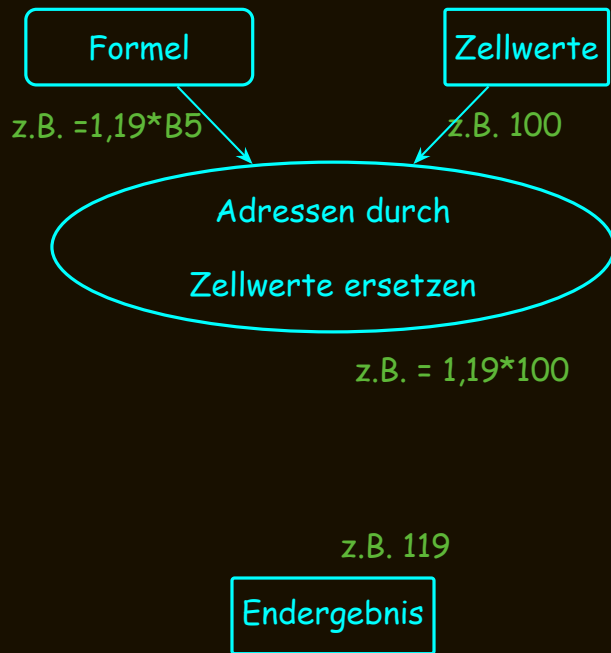 Formel
Zellwerte
z.B. =1,19*B5
z.B. 100
Adressen durch
Zellwerte ersetzen
z.B. = 1,19*100
z.B. 119
Endergebnis